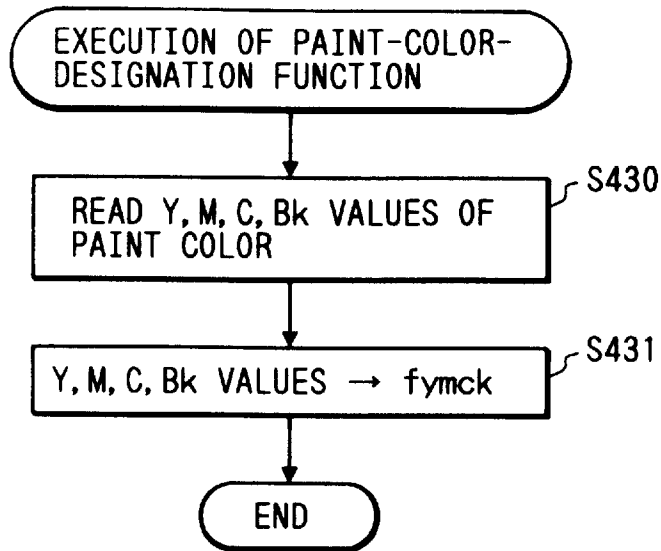 EXECUTION OF PAINT-COLOR-
DESIGNATION FUNCTION
S430
READ Y, M, C, Bk VALUES OF
PAINT COLOR
S431
Y, M, C, Bk VALUES → fymck
END